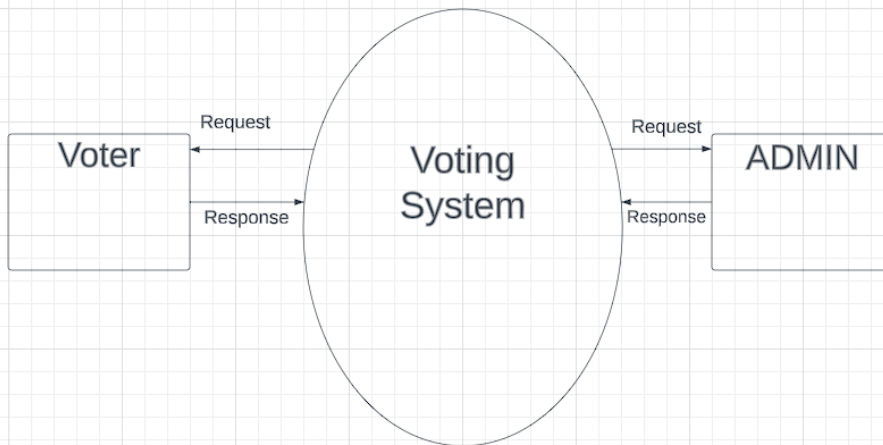 Voter
Request
Response
Voting
System
Request
Response
ADMIN